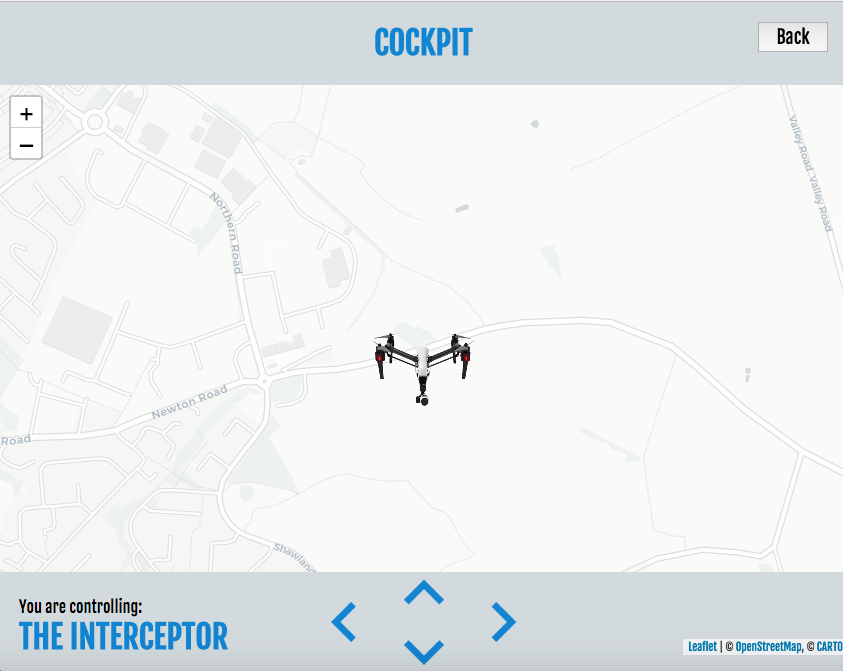 COCKPIT
Back
+
−
Northern Road
Valley Road
Valley Road
Newton Road
Road
You are controlling:
THE INTERCEPTOR
Leaflet | © OpenStreetMap, © CARTO